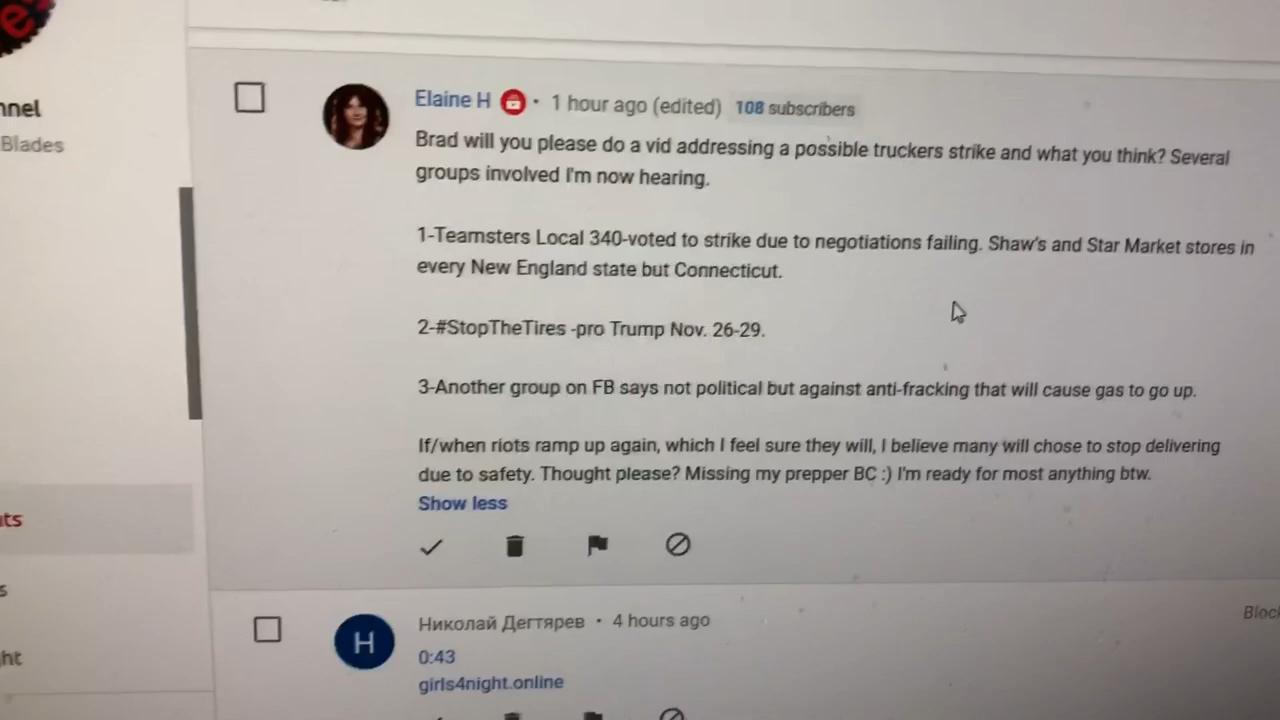 nnel
Blades
Elaine H • 1 hour ago (edited) 108 subscribers
Brad will you please do a vid addressing a possible truckers strike and what you think? Several
groups involved I'm now hearing.
1-Teamsters Local 340-voted to strike due to negotiations failing. Shaw's and Star Market stores in
every New England state but Connecticut.
2-#StopTheTires -pro Trump Nov. 26-29.
3-Another group on FB says not political but against anti-fracking that will cause gas to go up.
If/when riots ramp up again, which I feel sure they will, I believe many will chose to stop delivering
due to safety. Thought please? Missing my prepper BC :) I'm ready for most anything btw.
Show less
nts
s
ht
H
Николай Дегтярев • 4 hours ago
Bloc
0:43
girls4night.online